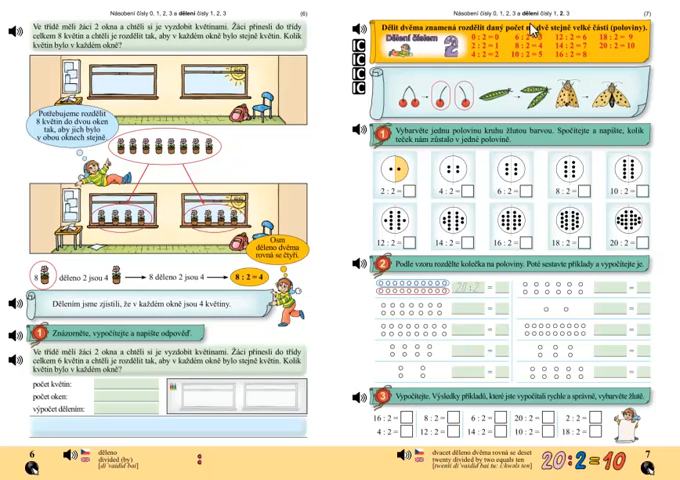 Násobení čísly 0, 1, 2, 3 a dělení čísly 1, 2, 3
(6)
Ve třídě měli žáci 2 okna a chtěli si je vyzdobit květinami. Žáci přinesli do třídy
celkem 8 květin a chtěli je rozdělit tak, aby v každém okně bylo stejně květin. Kolik
květin bylo v každém okně?
Potřebujeme rozdělit
8 květin do dvou oken
tak, aby jich bylo
v obou oknech stejně.
Osm
děleno dvěma
rovná se čtyři.
8 děleno 2 jsou 4 8 děleno 2 jsou 4 8 : 2 = 4
Dělením jsme zjistili, že v každém okně jsou 4 květiny.
1 Znázorněte, vypočítejte a napište odpověď.
Ve třídě měli žáci 2 okna a chtěli si je vyzdobit květinami. Žáci přinesli do třídy
celkem 6 květin a chtěli je rozdělit tak, aby v každém okně bylo stejně květin. Kolik
květin bylo v každém okně?
počet květin:
počet oken:
výpočet dělením:
6
děleno
divided (by)
[di'vaidid bai]
:
Násobení čísly 0, 1, 2, 3 a dělení čísly 1, 2, 3
(7)
Dělit dvěma znamená rozdělit daný počet na dvě stejně velké části (poloviny).
Dělení číslem 2
0 : 2 = 0 6 : 2 = 3 12 : 2 = 6 18 : 2 = 9
2 : 2 = 1 8 : 2 = 4 14 : 2 = 7 20 : 2 = 10
4 : 2 = 2 10 : 2 = 5 16 : 2 = 8
1 Vybarvěte jednu polovinu kruhu žlutou barvou. Spočítejte a napište, kolik
teček nám zůstalo v jedné polovině.
2 : 2 = 4 : 2 = 6 : 2 = 8 : 2 = 10 : 2 =
12 : 2 = 14 : 2 = 16 : 2 = 18 : 2 = 20 : 2 =
2 Podle vzoru rozdělte kolečka na poloviny. Poté sestavte příklady a vypočítejte je.
20 : 2 = =
= =
= =
= =
= =
3 Vypočítejte. Výsledky příkladů, které jste vypočítali rychle a správně, vybarvěte žlutě.
16 : 2 = 8 : 2 = 6 : 2 = 20 : 2 = 2 : 2 =
4 : 2 = 12 : 2 = 14 : 2 = 10 : 2 = 18 : 2 =
dvacet děleno dvěma rovná se deset
twenty divided by two equals ten
20:2=10
7